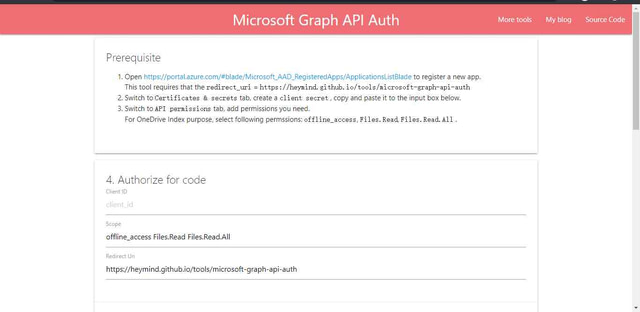 Microsoft Graph API Auth
More tools
My blog
Source Code
Prerequisite
1. Open https://portal.azure.com/#blade/Microsoft_AAD_RegisteredApps/ApplicationsListBlade to register a new app.
This tool requires that the redirect_uri = https://heymind.github.io/tools/microsoft-graph-api-auth
2. Switch to Certificates & secrets tab, create a client secret , copy and paste it to the input box below.
3. Switch to API permissions tab, add permissions you need.
For OneDrive Index purpose, select following permssions: offline_access, Files.Read, Files.Read.All .
4. Authorize for code
Client ID
client_id
Scope
offline_access Files.Read Files.Read.All
Redirect Uri
https://heymind.github.io/tools/microsoft-graph-api-auth